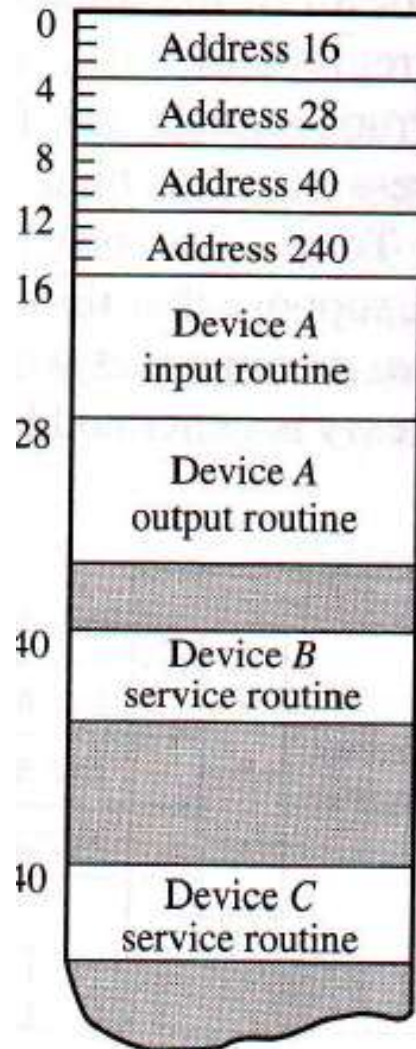 0
Address 16
4
Address 28
8
Address 40
12
Address 240
16
Device A
input routine
28
Device A
output routine
40
Device B
service routine
40
Device C
service routine